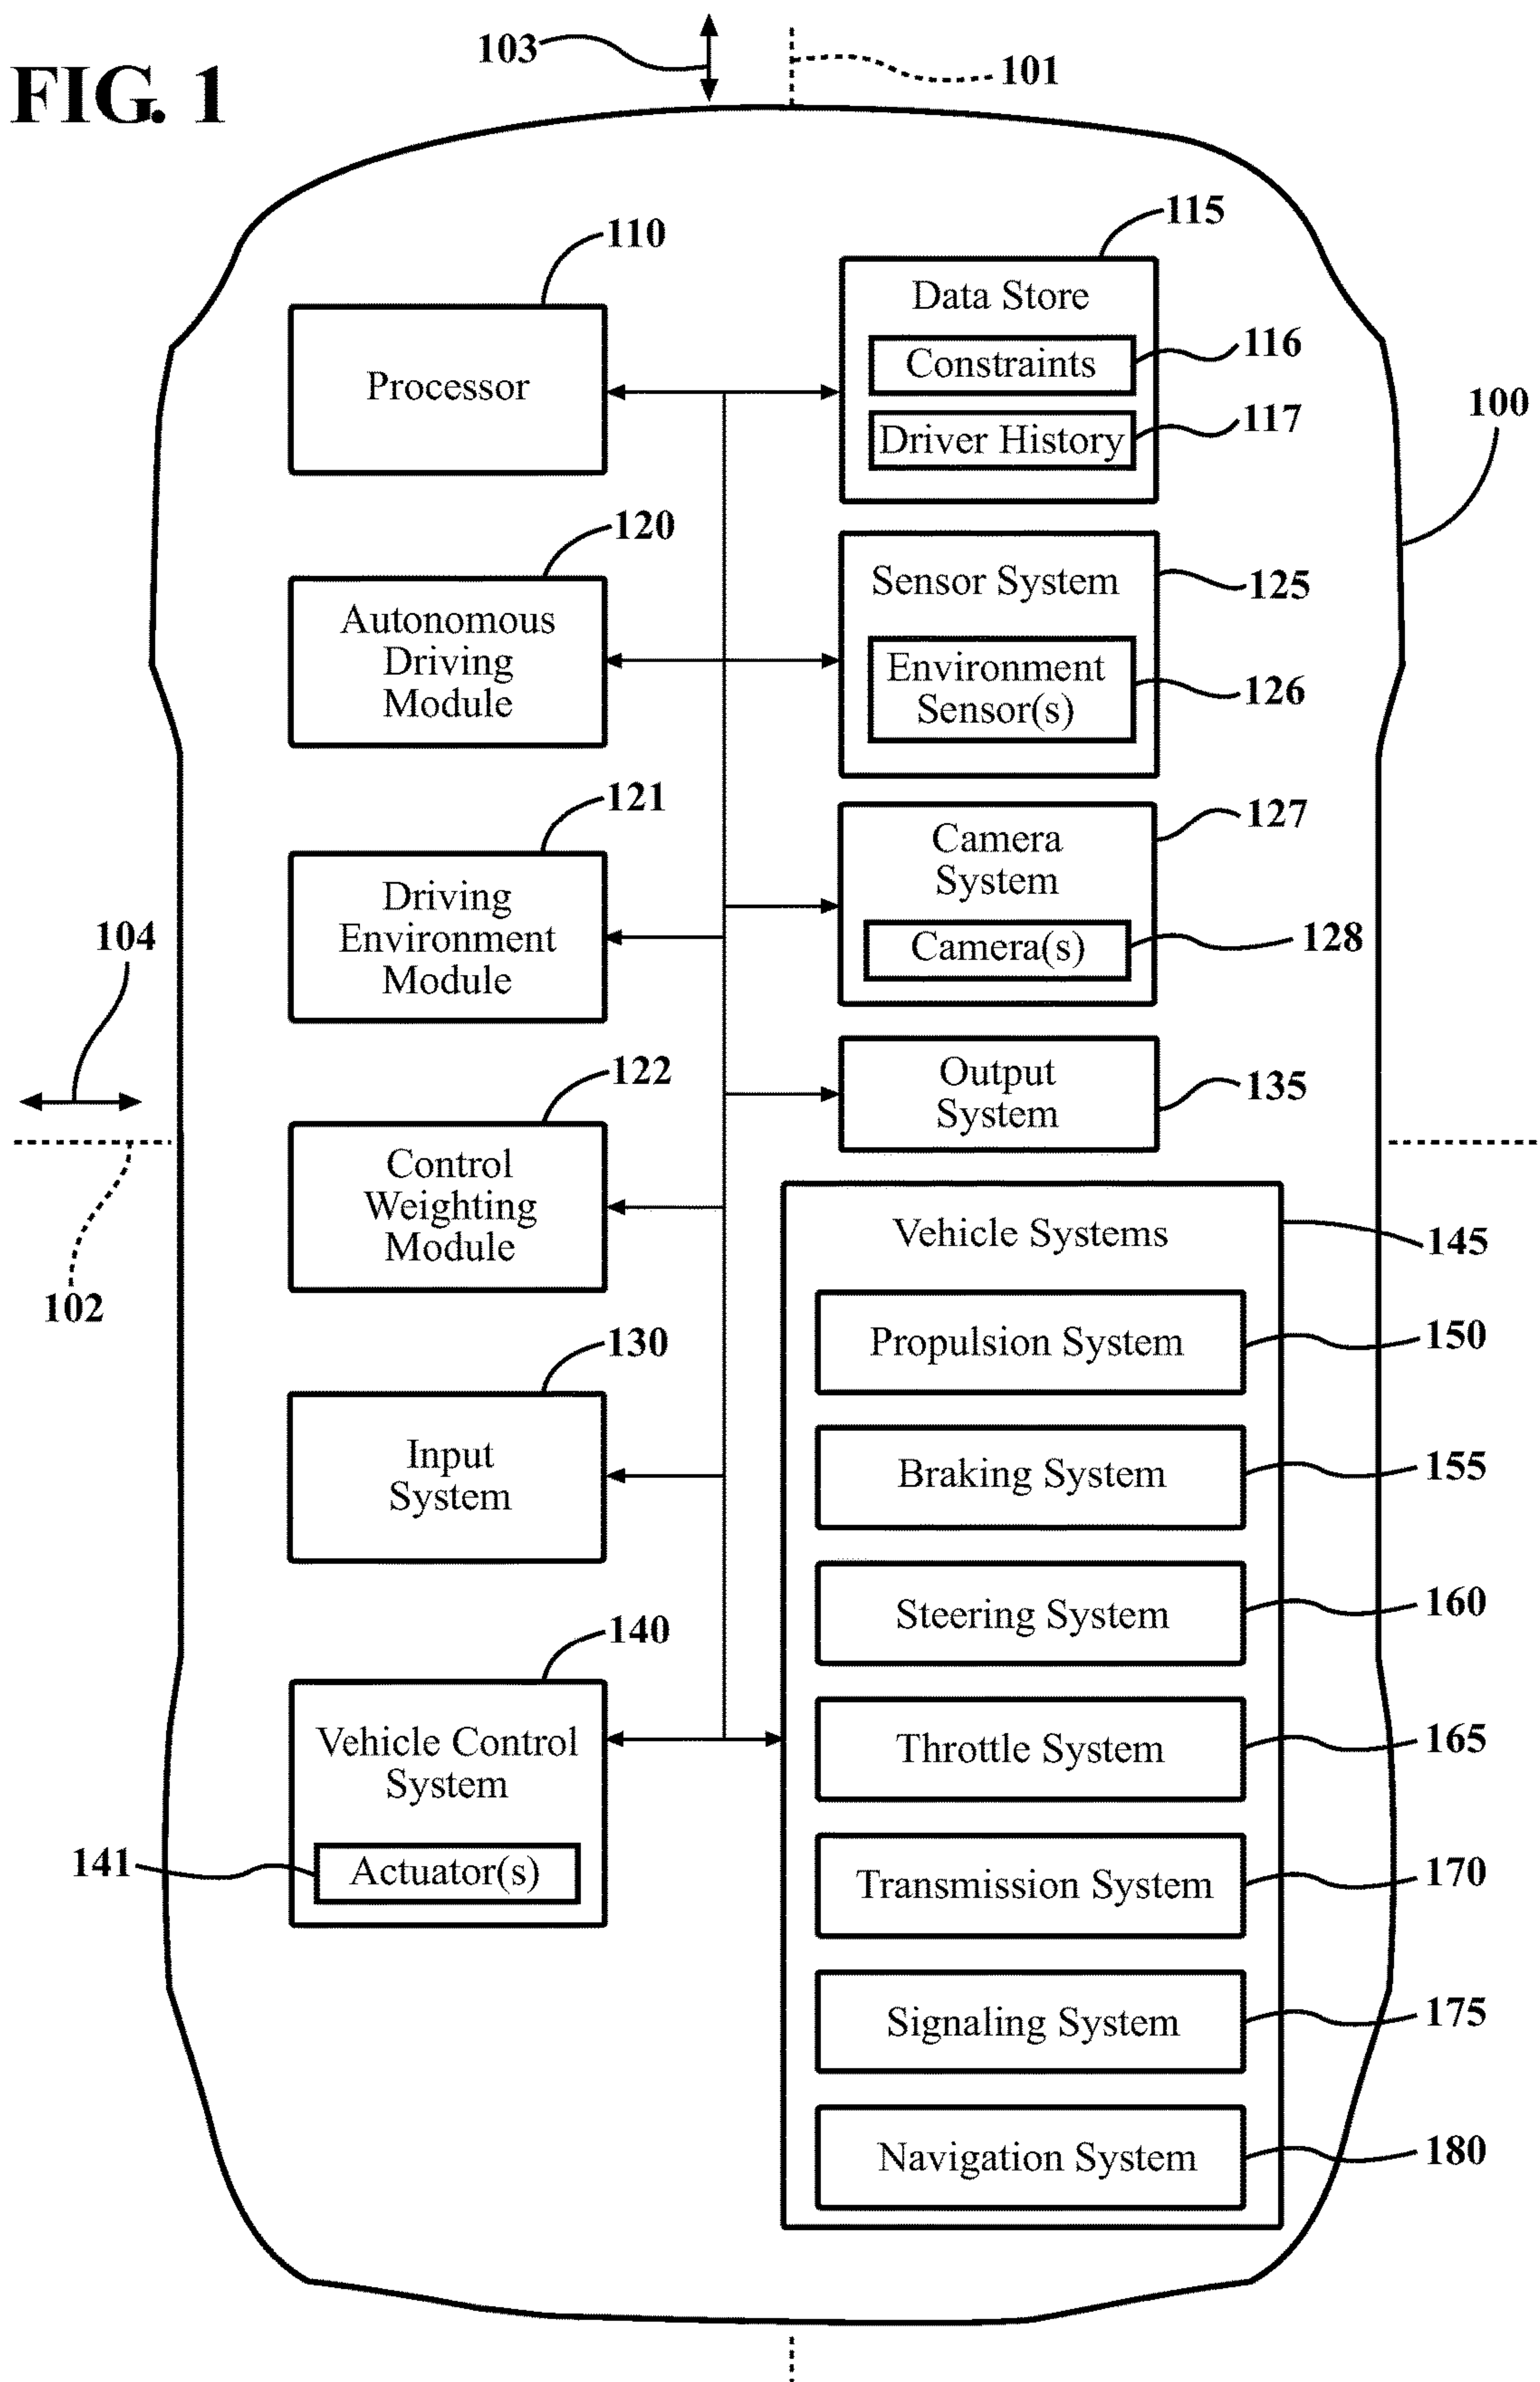 FIG. 1
103
101
110
Processor
115
Data Store
Constraints
116
Driver History
117
100
120
Autonomous
Driving
Module
Sensor System
125
Environment
Sensor(s)
126
121
Driving
Environment
Module
Camera
System
127
Camera(s)
128
104
122
Control
Weighting
Module
Output
System
135
102
130
Input
System
140
Vehicle Control
System
141
Actuator(s)
Vehicle Systems
145
Propulsion System
150
Braking System
155
Steering System
160
Throttle System
165
Transmission System
170
Signaling System
175
Navigation System
180